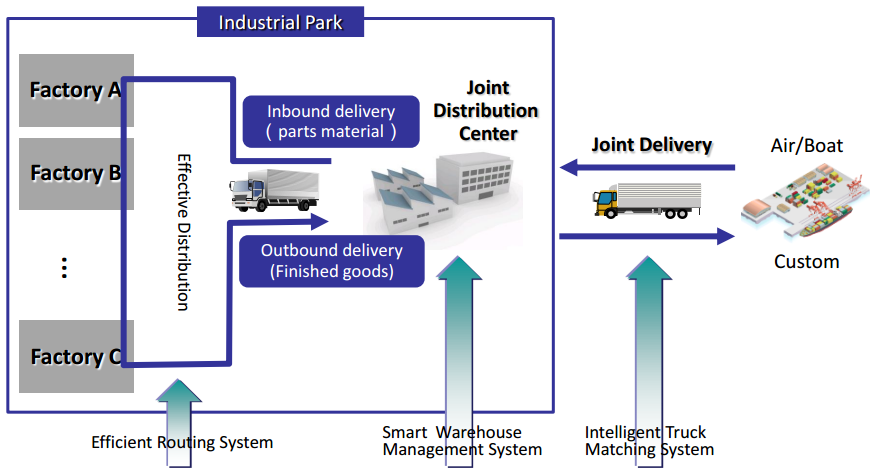 Industrial Park
Factory A
Factory B
⋮
Factory C
Effective Distribution
Inbound delivery
( parts material )
Outbound delivery
(Finished goods)
Joint
Distribution
Center
Joint Delivery
Air/Boat
Custom
Efficient Routing System
Smart Warehouse
Management System
Intelligent Truck
Matching System